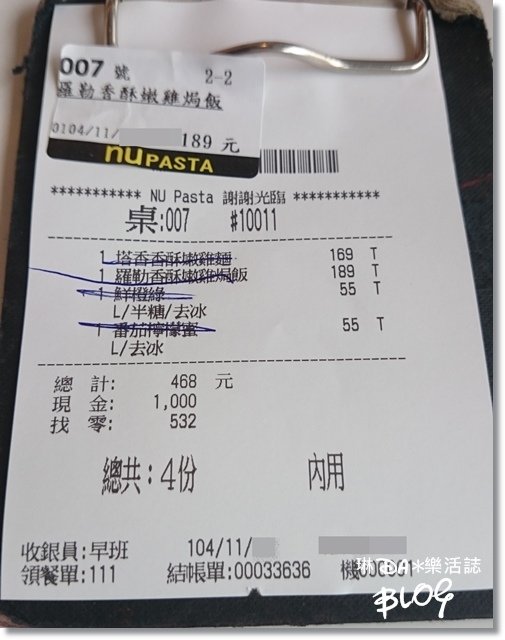 007 號 2-2
羅勒香酥嫩雞焗飯
0104/11/ 189 元
nu PASTA
*********** NU Pasta 謝謝光臨 ***********
桌:007 #10011
1 塔香香酥嫩雞麵 169 T
1 羅勒香酥嫩雞焗飯 189 T
1 鮮橙綠 55 T
L/半糖/去冰
1 番茄檸檬蜜 55 T
L/去冰
總 計: 468 元
現 金: 1,000
找 零: 532
總共:4份 內用
收銀員:早班 104/11/
領餐單:111 結帳單:00033636 機
琳 *樂活誌
BLOG